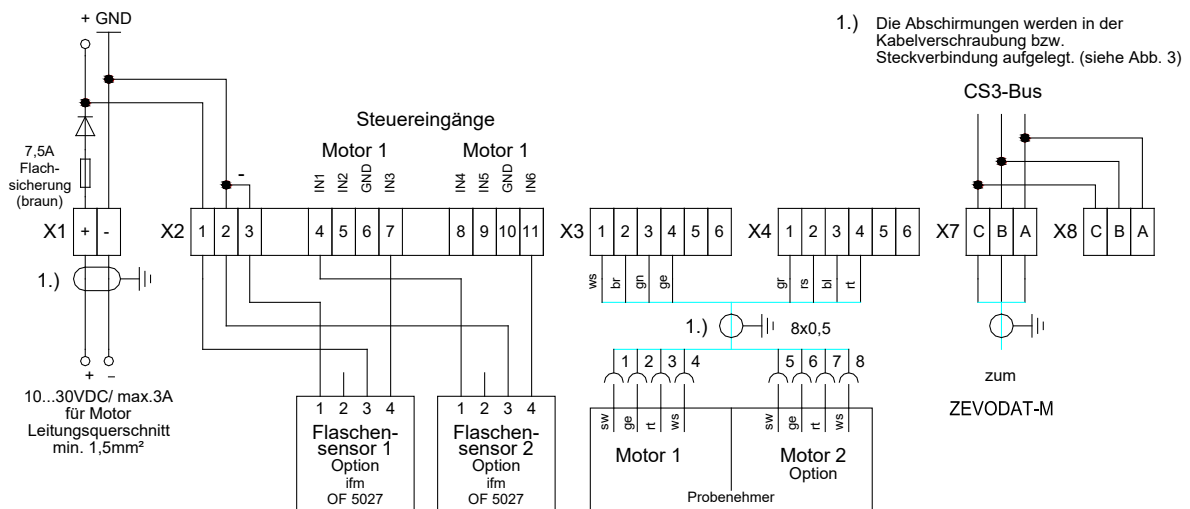 + GND
1.) Die Abschirmungen werden in der
Kabelverschraubung bzw.
Steckverbindung aufgelegt. (siehe Abb. 3)
CS3-Bus
Steuereingänge
Motor 1 Motor 1
IN1 IN2 GND IN3 IN4 IN5 GND IN6
7,5A
Flach-
sicherung
(braun)
-
X1 + - X2 1 2 3 4 5 6 7 8 9 10 11 X3 1 2 3 4 5 6 X4 1 2 3 4 5 6 X7 C B A X8 C B A
1.)
ws br gn ge gr rs bl rt
1.) 8x0,5
+ –
10...30VDC/ max.3A
für Motor
Leitungsquerschnitt
min. 1,5mm²
1 2 3 4
Flaschen-
sensor 1
Option
ifm
OF 5027
1 2 3 4
Flaschen-
sensor 2
Option
ifm
OF 5027
1 2 3 4 5 6 7 8
sw ge rt ws sw ge rt ws
Motor 1
Motor 2
Option
Probenehmer
zum
ZEVODAT-M